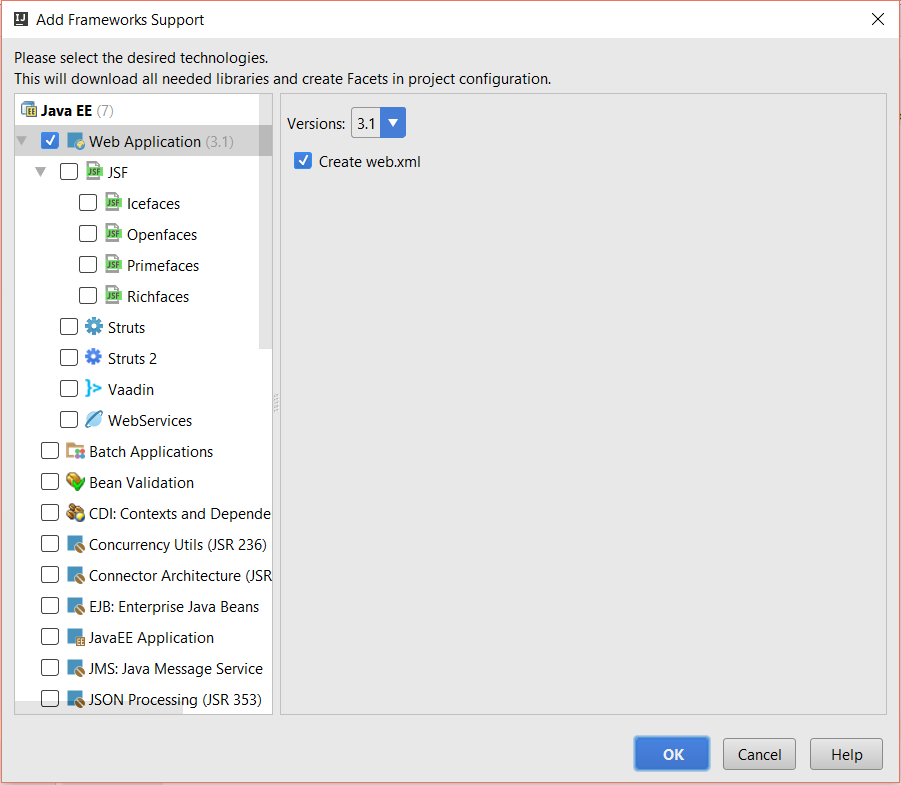 Add Frameworks Support
Please select the desired technologies.
This will download all needed libraries and create Facets in project configuration.
Java EE (7)
Web Application (3.1)
JSF
Icefaces
Openfaces
Primefaces
Richfaces
Struts
Struts 2
Vaadin
WebServices
Batch Applications
Bean Validation
CDI: Contexts and Depende
Concurrency Utils (JSR 236)
Connector Architecture (JSR
EJB: Enterprise Java Beans
JavaEE Application
JMS: Java Message Service
JSON Processing (JSR 353)
Versions: 3.1
Create web.xml
OK Cancel Help